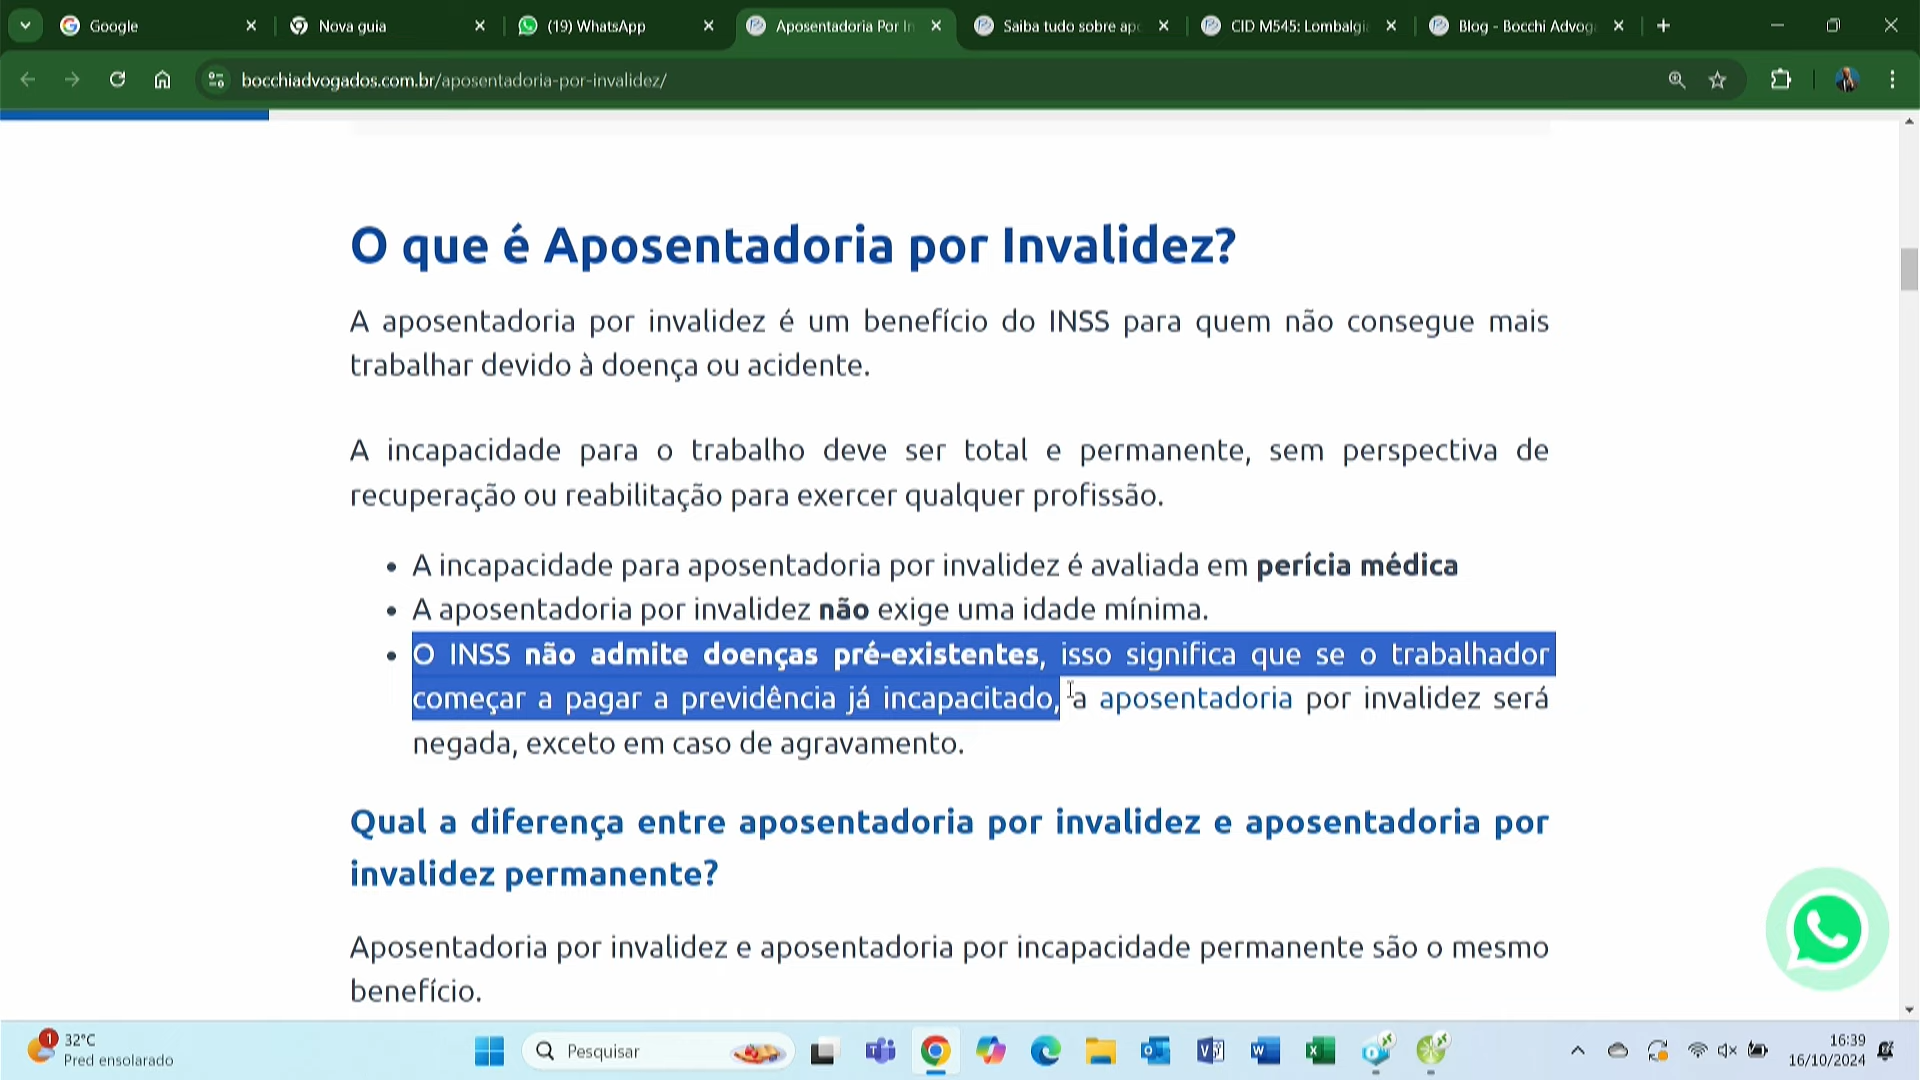 Google
Nova guia
(19) WhatsApp
Aposentadoria Por In
Saiba tudo sobre apo
CID M545: Lombalgi
Blog - Bocchi Advog
bocchiadvogados.com.br/aposentadoria-por-invalidez/
O que é Aposentadoria por Invalidez?
A aposentadoria por invalidez é um benefício do INSS para quem não consegue mais
trabalhar devido à doença ou acidente.
A incapacidade para o trabalho deve ser total e permanente, sem perspectiva de
recuperação ou reabilitação para exercer qualquer profissão.
• A incapacidade para aposentadoria por invalidez é avaliada em perícia médica
• A aposentadoria por invalidez não exige uma idade mínima.
• O INSS não admite doenças pré-existentes, isso significa que se o trabalhador
começar a pagar a previdência já incapacitado, a aposentadoria por invalidez será
negada, exceto em caso de agravamento.
Qual a diferença entre aposentadoria por invalidez e aposentadoria por
invalidez permanente?
Aposentadoria por invalidez e aposentadoria por incapacidade permanente são o mesmo
benefício.
1
32°C
Pred ensolarado
Pesquisar
16:39
16/10/2024